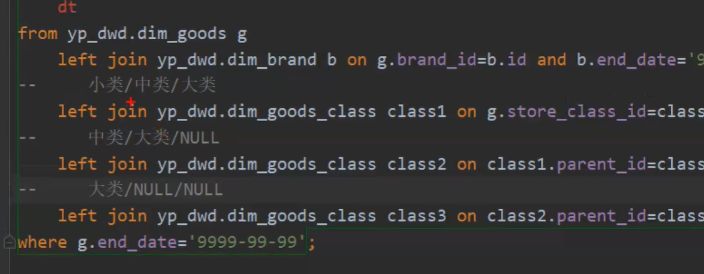 dt
from yp_dwd.dim_goods g
left join yp_dwd.dim_brand b on g.brand_id=b.id and b.end_date='9
-- 小类/中类/大类
left join yp_dwd.dim_goods_class class1 on g.store_class_id=class
-- 中类/大类/NULL
left join yp_dwd.dim_goods_class class2 on class1.parent_id=class
-- 大类/NULL/NULL
left join yp_dwd.dim_goods_class class3 on class2.parent_id=class
where g.end_date='9999-99-99';